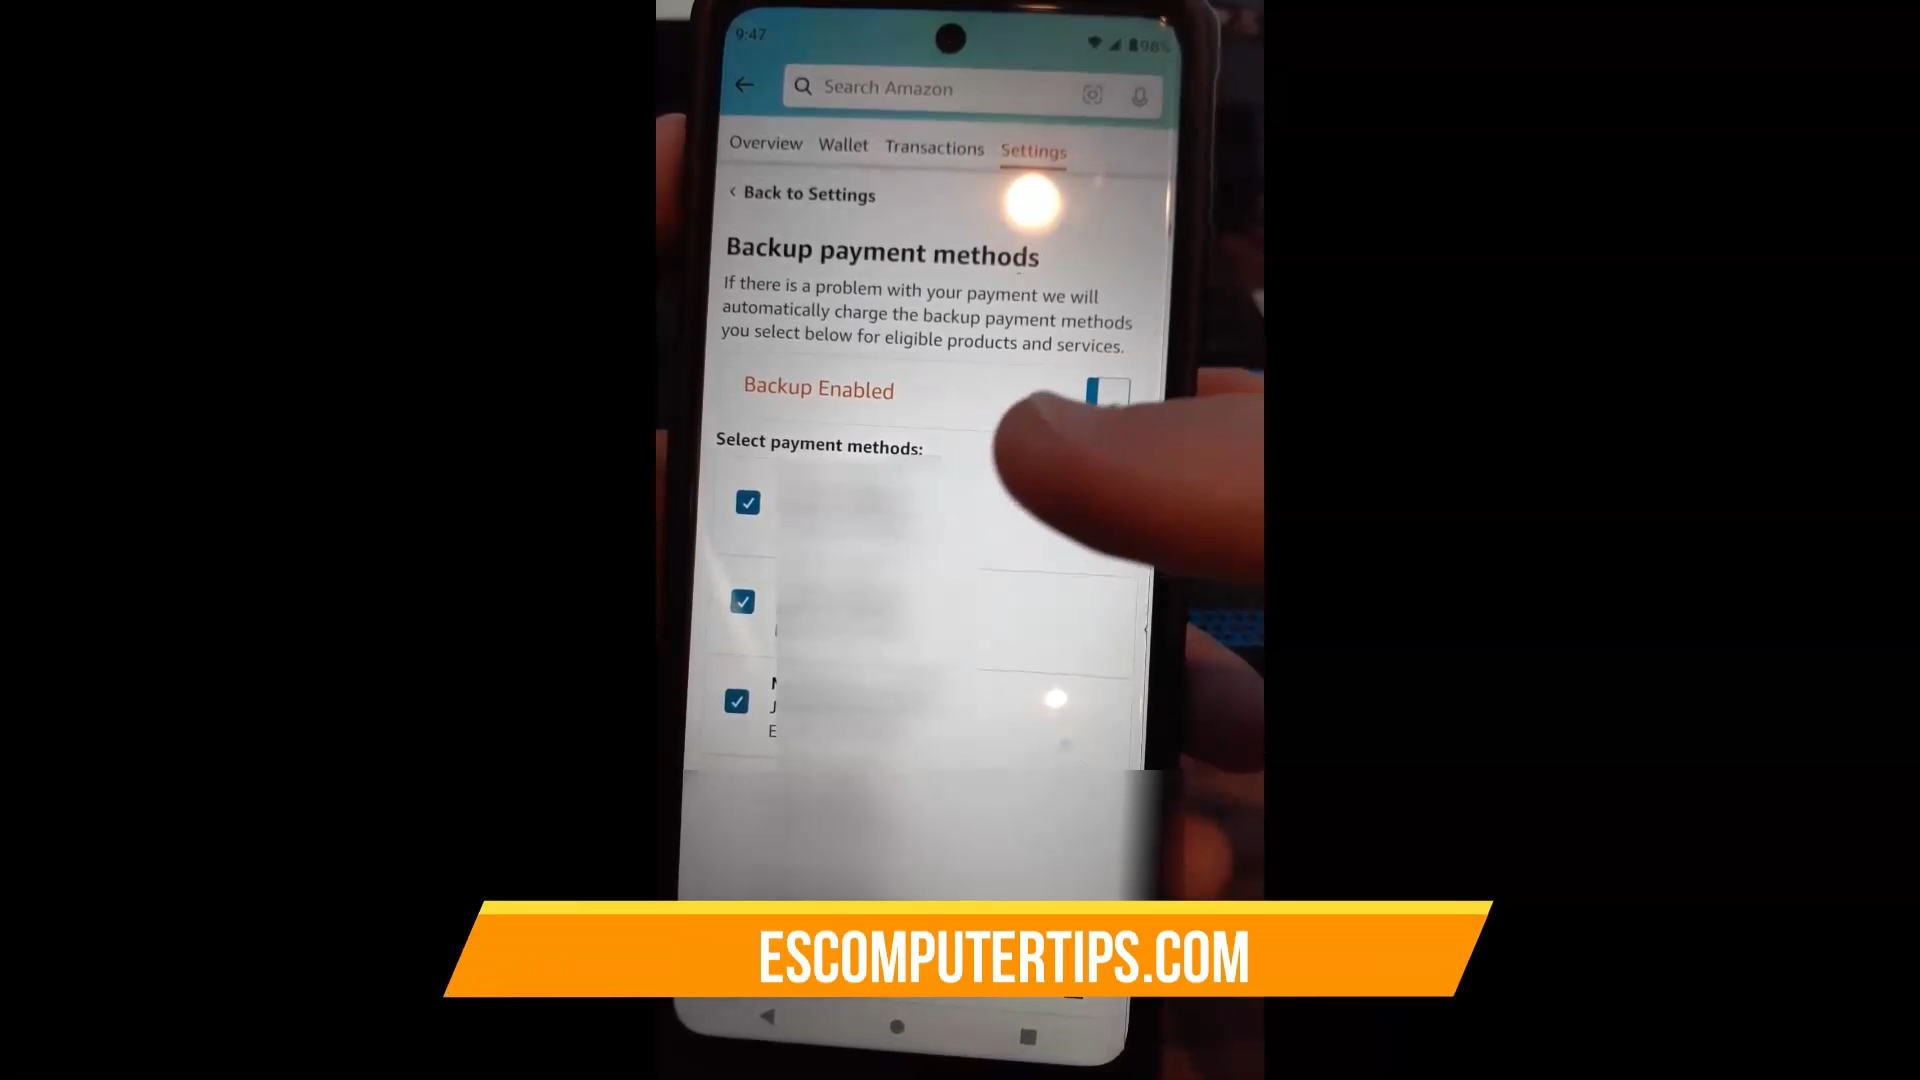 9:47
98%
Search Amazon
Overview Wallet Transactions Settings
< Back to Settings
Backup payment methods
If there is a problem with your payment we will
automatically charge the backup payment methods
you select below for eligible products and services.
Backup Enabled
Select payment methods:
N
J
E
ESCOMPUTERTIPS.COM